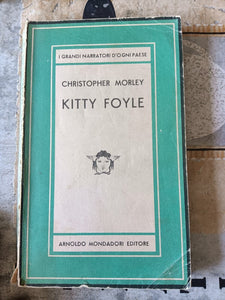 I GRANDI NARRATORI D'OGNI PAESE
CHRISTOPHER MORLEY
KITTY FOYLE
ARNOLDO MONDADORI EDITORE